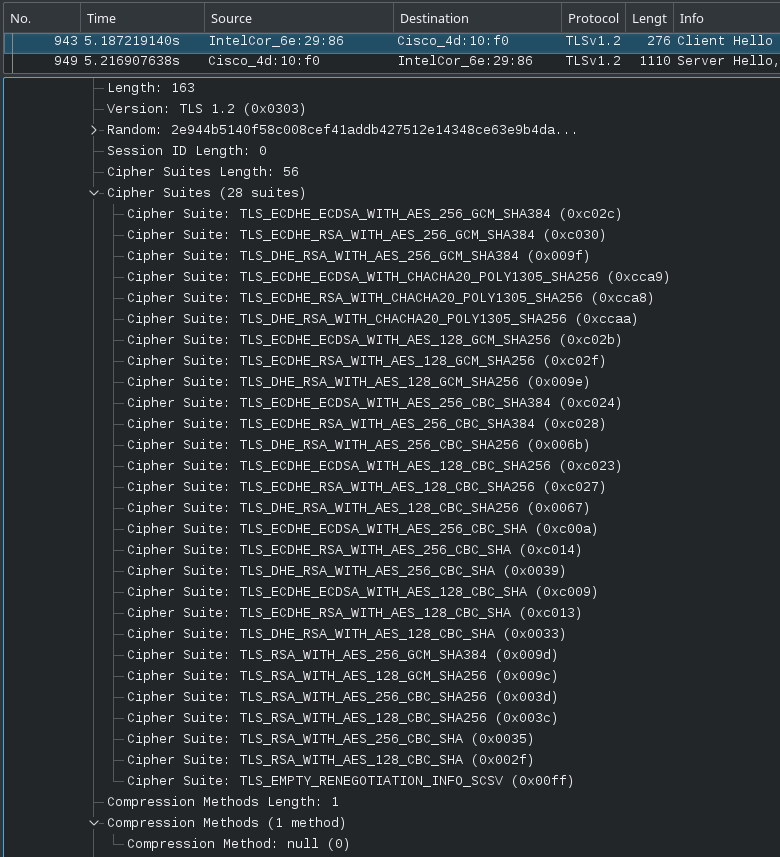 No. Time Source Destination Protocol Lengt Info
943 5.187219140s IntelCor_6e:29:86 Cisco_4d:10:f0 TLSv1.2 276 Client Hello
949 5.216907638s Cisco_4d:10:f0 IntelCor_6e:29:86 TLSv1.2 1110 Server Hello,
Length: 163
Version: TLS 1.2 (0x0303)
Random: 2e944b5140f58c008cef41addb427512e14348ce63e9b4da...
Session ID Length: 0
Cipher Suites Length: 56
Cipher Suites (28 suites)
Cipher Suite: TLS_ECDHE_ECDSA_WITH_AES_256_GCM_SHA384 (0xc02c)
Cipher Suite: TLS_ECDHE_RSA_WITH_AES_256_GCM_SHA384 (0xc030)
Cipher Suite: TLS_DHE_RSA_WITH_AES_256_GCM_SHA384 (0x009f)
Cipher Suite: TLS_ECDHE_ECDSA_WITH_CHACHA20_POLY1305_SHA256 (0xcca9)
Cipher Suite: TLS_ECDHE_RSA_WITH_CHACHA20_POLY1305_SHA256 (0xcca8)
Cipher Suite: TLS_DHE_RSA_WITH_CHACHA20_POLY1305_SHA256 (0xccaa)
Cipher Suite: TLS_ECDHE_ECDSA_WITH_AES_128_GCM_SHA256 (0xc02b)
Cipher Suite: TLS_ECDHE_RSA_WITH_AES_128_GCM_SHA256 (0xc02f)
Cipher Suite: TLS_DHE_RSA_WITH_AES_128_GCM_SHA256 (0x009e)
Cipher Suite: TLS_ECDHE_ECDSA_WITH_AES_256_CBC_SHA384 (0xc024)
Cipher Suite: TLS_ECDHE_RSA_WITH_AES_256_CBC_SHA384 (0xc028)
Cipher Suite: TLS_DHE_RSA_WITH_AES_256_CBC_SHA256 (0x006b)
Cipher Suite: TLS_ECDHE_ECDSA_WITH_AES_128_CBC_SHA256 (0xc023)
Cipher Suite: TLS_ECDHE_RSA_WITH_AES_128_CBC_SHA256 (0xc027)
Cipher Suite: TLS_DHE_RSA_WITH_AES_128_CBC_SHA256 (0x0067)
Cipher Suite: TLS_ECDHE_ECDSA_WITH_AES_256_CBC_SHA (0xc00a)
Cipher Suite: TLS_ECDHE_RSA_WITH_AES_256_CBC_SHA (0xc014)
Cipher Suite: TLS_DHE_RSA_WITH_AES_256_CBC_SHA (0x0039)
Cipher Suite: TLS_ECDHE_ECDSA_WITH_AES_128_CBC_SHA (0xc009)
Cipher Suite: TLS_ECDHE_RSA_WITH_AES_128_CBC_SHA (0xc013)
Cipher Suite: TLS_DHE_RSA_WITH_AES_128_CBC_SHA (0x0033)
Cipher Suite: TLS_RSA_WITH_AES_256_GCM_SHA384 (0x009d)
Cipher Suite: TLS_RSA_WITH_AES_128_GCM_SHA256 (0x009c)
Cipher Suite: TLS_RSA_WITH_AES_256_CBC_SHA256 (0x003d)
Cipher Suite: TLS_RSA_WITH_AES_128_CBC_SHA256 (0x003c)
Cipher Suite: TLS_RSA_WITH_AES_256_CBC_SHA (0x0035)
Cipher Suite: TLS_RSA_WITH_AES_128_CBC_SHA (0x002f)
Cipher Suite: TLS_EMPTY_RENEGOTIATION_INFO_SCSV (0x00ff)
Compression Methods Length: 1
Compression Methods (1 method)
Compression Method: null (0)